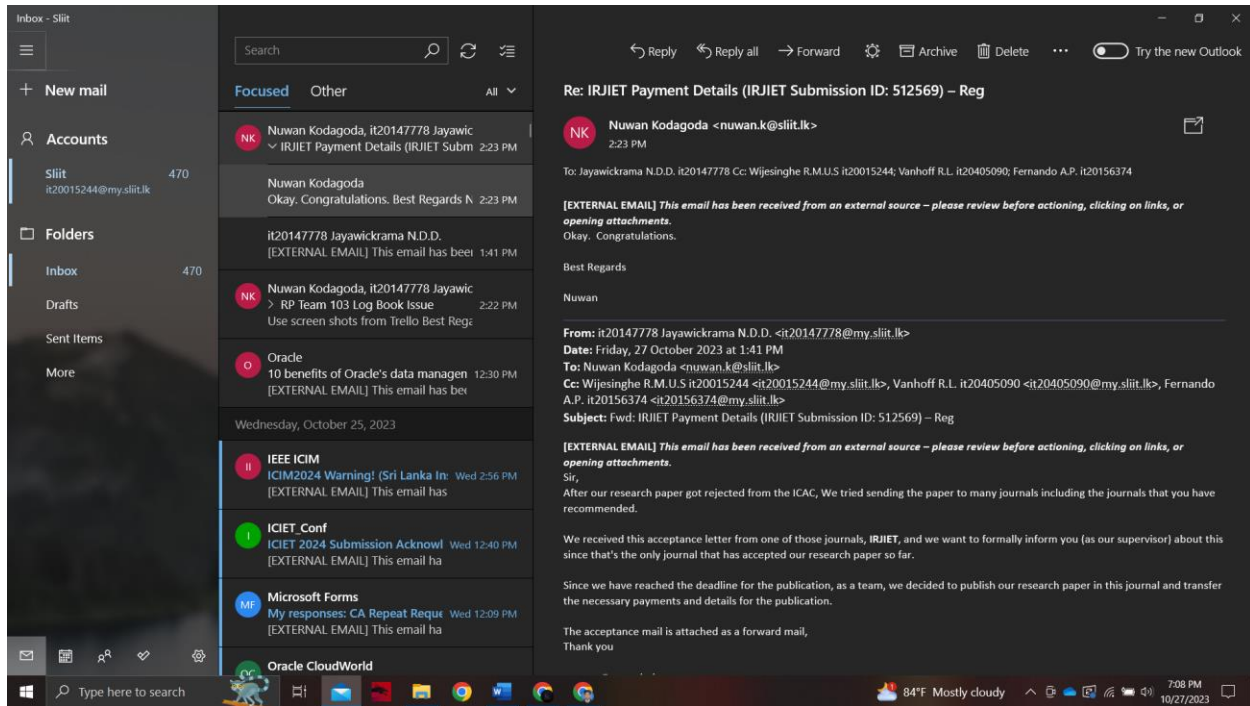 Inbox - Sliit
New mail
Accounts
Sliit 470
it20015244@my.sliit.lk
Folders
Inbox 470
Drafts
Sent Items
More
Search
Focused Other All
NK
Nuwan Kodagoda, it20147778 Jayawic
IRJIET Payment Details (IRJIET Subm 2:23 PM
Nuwan Kodagoda
Okay. Congratulations. Best Regards N 2:23 PM
it20147778 Jayawickrama N.D.D.
[EXTERNAL EMAIL] This email has been 1:41 PM
NK
Nuwan Kodagoda, it20147778 Jayawic
> RP Team 103 Log Book Issue 2:22 PM
Use screen shots from Trello Best Rega
O
Oracle
10 benefits of Oracle's data managen 12:30 PM
[EXTERNAL EMAIL] This email has bee
Wednesday, October 25, 2023
II
IEEE ICIM
ICIM2024 Warning! (Sri Lanka In: Wed 2:56 PM
[EXTERNAL EMAIL] This email has
I
ICIET_Conf
ICIET 2024 Submission Acknowl Wed 12:40 PM
[EXTERNAL EMAIL] This email ha
MF
Microsoft Forms
My responses: CA Repeat Reque Wed 12:09 PM
[EXTERNAL EMAIL] This email ha
OC
Oracle CloudWorld
Reply Reply all Forward Archive Delete ... Try the new Outlook
Re: IRJIET Payment Details (IRJIET Submission ID: 512569) – Reg
NK
Nuwan Kodagoda <nuwan.k@sliit.lk>
2:23 PM
To: Jayawickrama N.D.D. it20147778 Cc: Wijesinghe R.M.U.S it20015244; Vanhoff R.L. it20405090; Fernando A.P. it20156374
[EXTERNAL EMAIL] This email has been received from an external source – please review before actioning, clicking on links, or
opening attachments.
Okay. Congratulations.
Best Regards
Nuwan
From: it20147778 Jayawickrama N.D.D. <it20147778@my.sliit.lk>
Date: Friday, 27 October 2023 at 1:41 PM
To: Nuwan Kodagoda <nuwan.k@sliit.lk>
Cc: Wijesinghe R.M.U.S it20015244 <it20015244@my.sliit.lk>, Vanhoff R.L. it20405090 <it20405090@my.sliit.lk>, Fernando
A.P. it20156374 <it20156374@my.sliit.lk>
Subject: Fwd: IRJIET Payment Details (IRJIET Submission ID: 512569) – Reg
[EXTERNAL EMAIL] This email has been received from an external source – please review before actioning, clicking on links, or
opening attachments.
Sir,
After our research paper got rejected from the ICAC, We tried sending the paper to many journals including the journals that you have
recommended.
We received this acceptance letter from one of those journals, IRJIET, and we want to formally inform you (as our supervisor) about this
since that's the only journal that has accepted our research paper so far.
Since we have reached the deadline for the publication, as a team, we decided to publish our research paper in this journal and transfer
the necessary payments and details for the publication.
The acceptance mail is attached as a forward mail,
Thank you
Type here to search
84°F Mostly cloudy
7:08 PM
10/27/2023